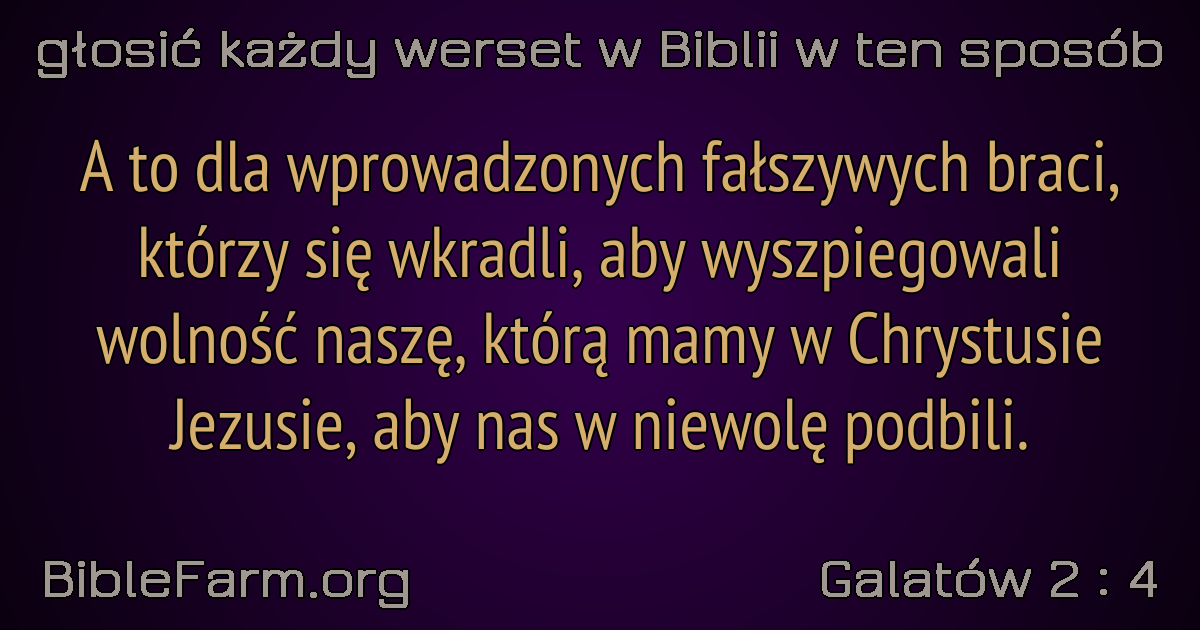 głosić każdy werset w Biblii w ten sposób
A to dla wprowadzonych fałszywych braci,
którzy się wkradli, aby wyszpiegowali
wolność naszę, którą mamy w Chrystusie
Jezusie, aby nas w niewolę podbili.
BibleFarm.org
Galatów 2 : 4